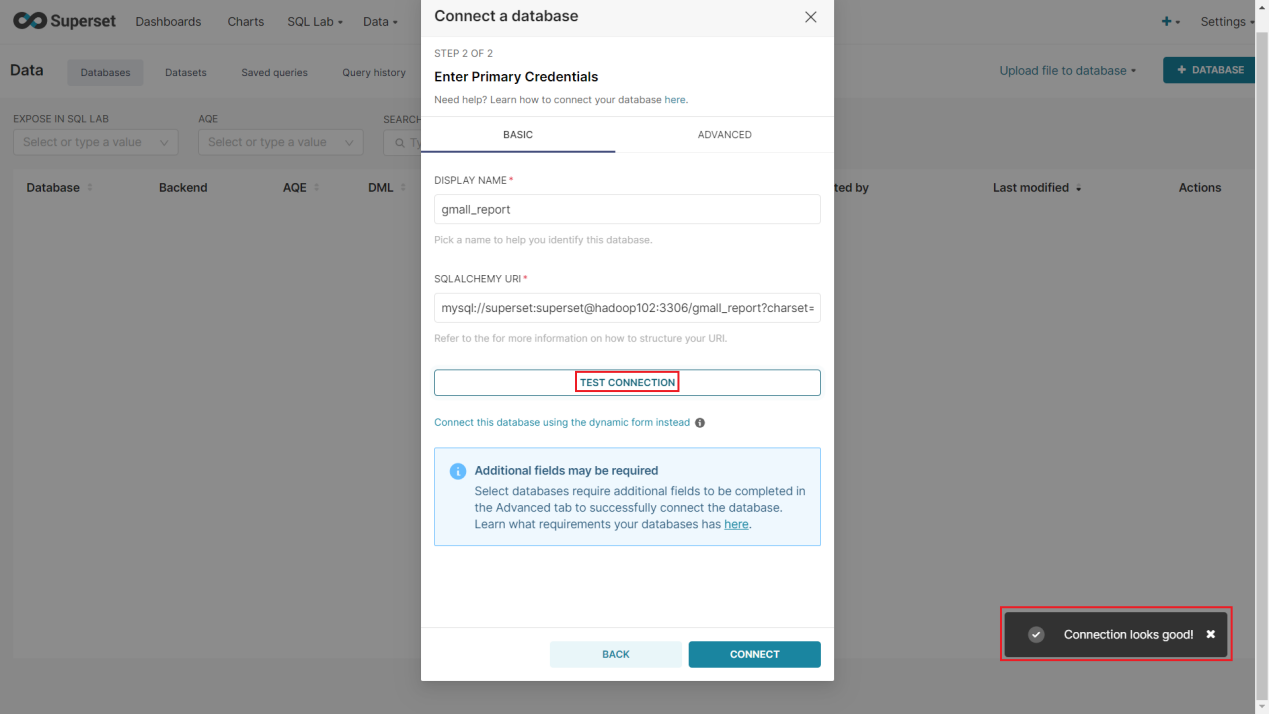 Superset
Dashboards
Charts
SQL Lab
Data
Settings
Data
Databases
Datasets
Saved queries
Query history
Upload file to database
+ DATABASE
EXPOSE IN SQL LAB
AQE
SEARCH
Select or type a value
Select or type a value
Database
Backend
AQE
DML
Last modified
Actions
Connect a database
STEP 2 OF 2
Enter Primary Credentials
Need help? Learn how to connect your database here.
BASIC
ADVANCED
DISPLAY NAME*
gmall_report
Pick a name to help you identify this database.
SQLALCHEMY URI*
mysql://superset:superset@hadoop102:3306/gmall_report?charset=
Refer to the for more information on how to structure your URI.
TEST CONNECTION
Connect this database using the dynamic form instead
Additional fields may be required
Select databases require additional fields to be completed in
the Advanced tab to successfully connect the database.
Learn what requirements your databases has here.
Connection looks good!
BACK
CONNECT